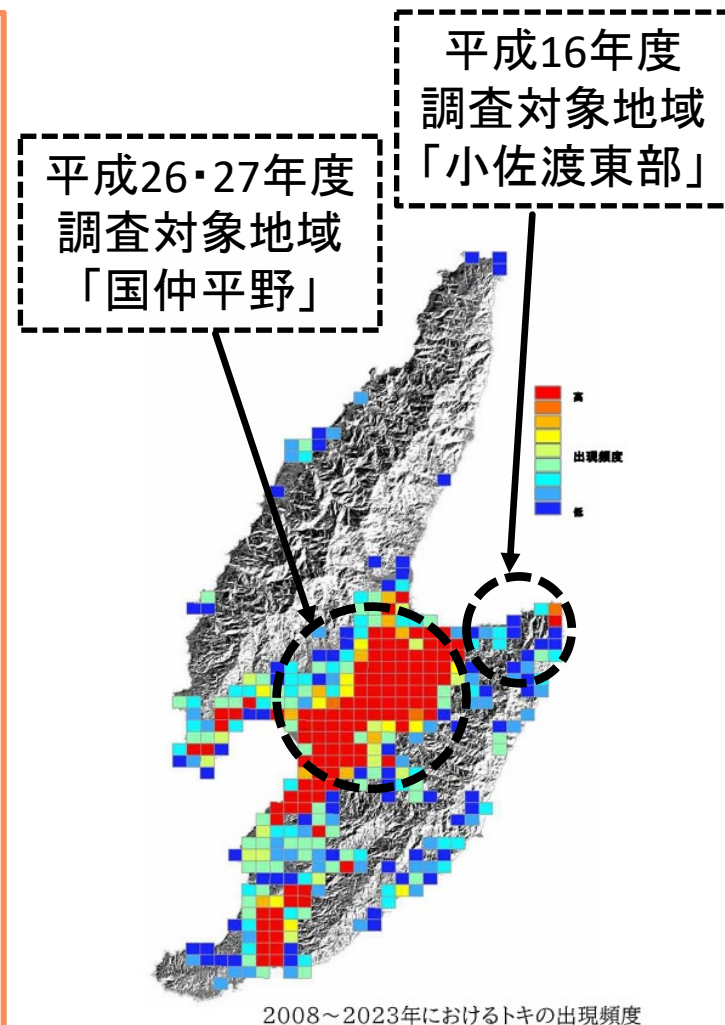 平成16年度
調査対象地域
「小佐渡東部」
平成26・27年度
調査対象地域
「国仲平野」
高
出現頻度
低
2008～2023年におけるトキの出現頻度